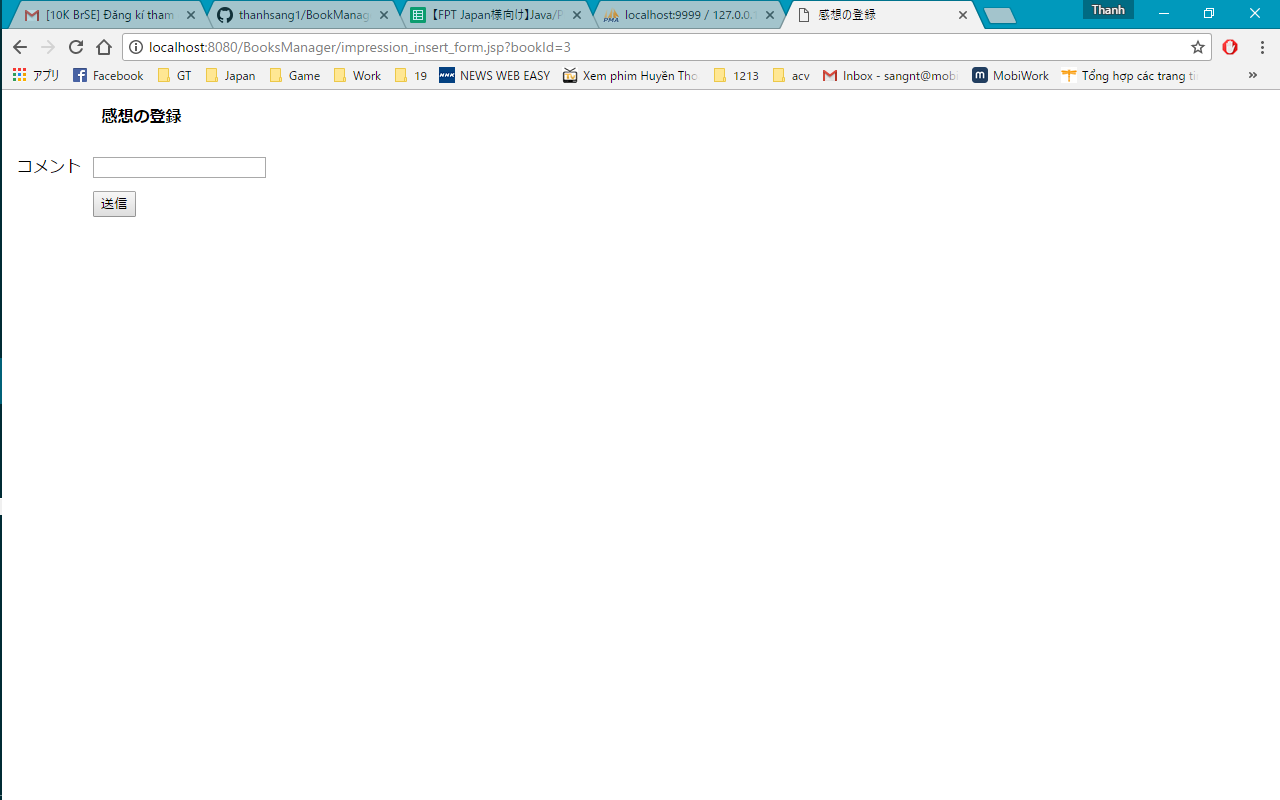 [10K BrSE] Đăng kí tham
thanhsang1/BookManag
【FPT Japan様向け】Java/P
localhost:9999 / 127.0.0.
感想の登録
Thanh
localhost:8080/BooksManager/impression_insert_form.jsp?bookId=3
アプリ Facebook GT Japan Game Work 19 NHK NEWS WEB EASY Xem phim Huyền Tho 1213 acv Inbox - sangnt@mobi m MobiWork Tổng hợp các trang ti »
感想の登録
コメント
送信